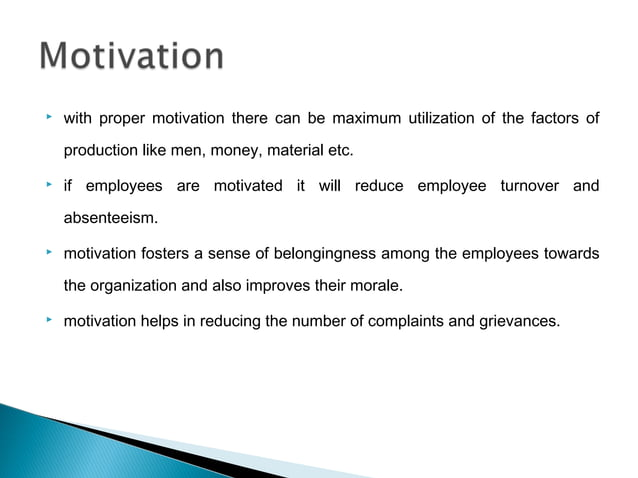 Motivation
with proper motivation there can be maximum utilization of the factors of
production like men, money, material etc.
if employees are motivated it will reduce employee turnover and
absenteeism.
motivation fosters a sense of belongingness among the employees towards
the organization and also improves their morale.
motivation helps in reducing the number of complaints and grievances.